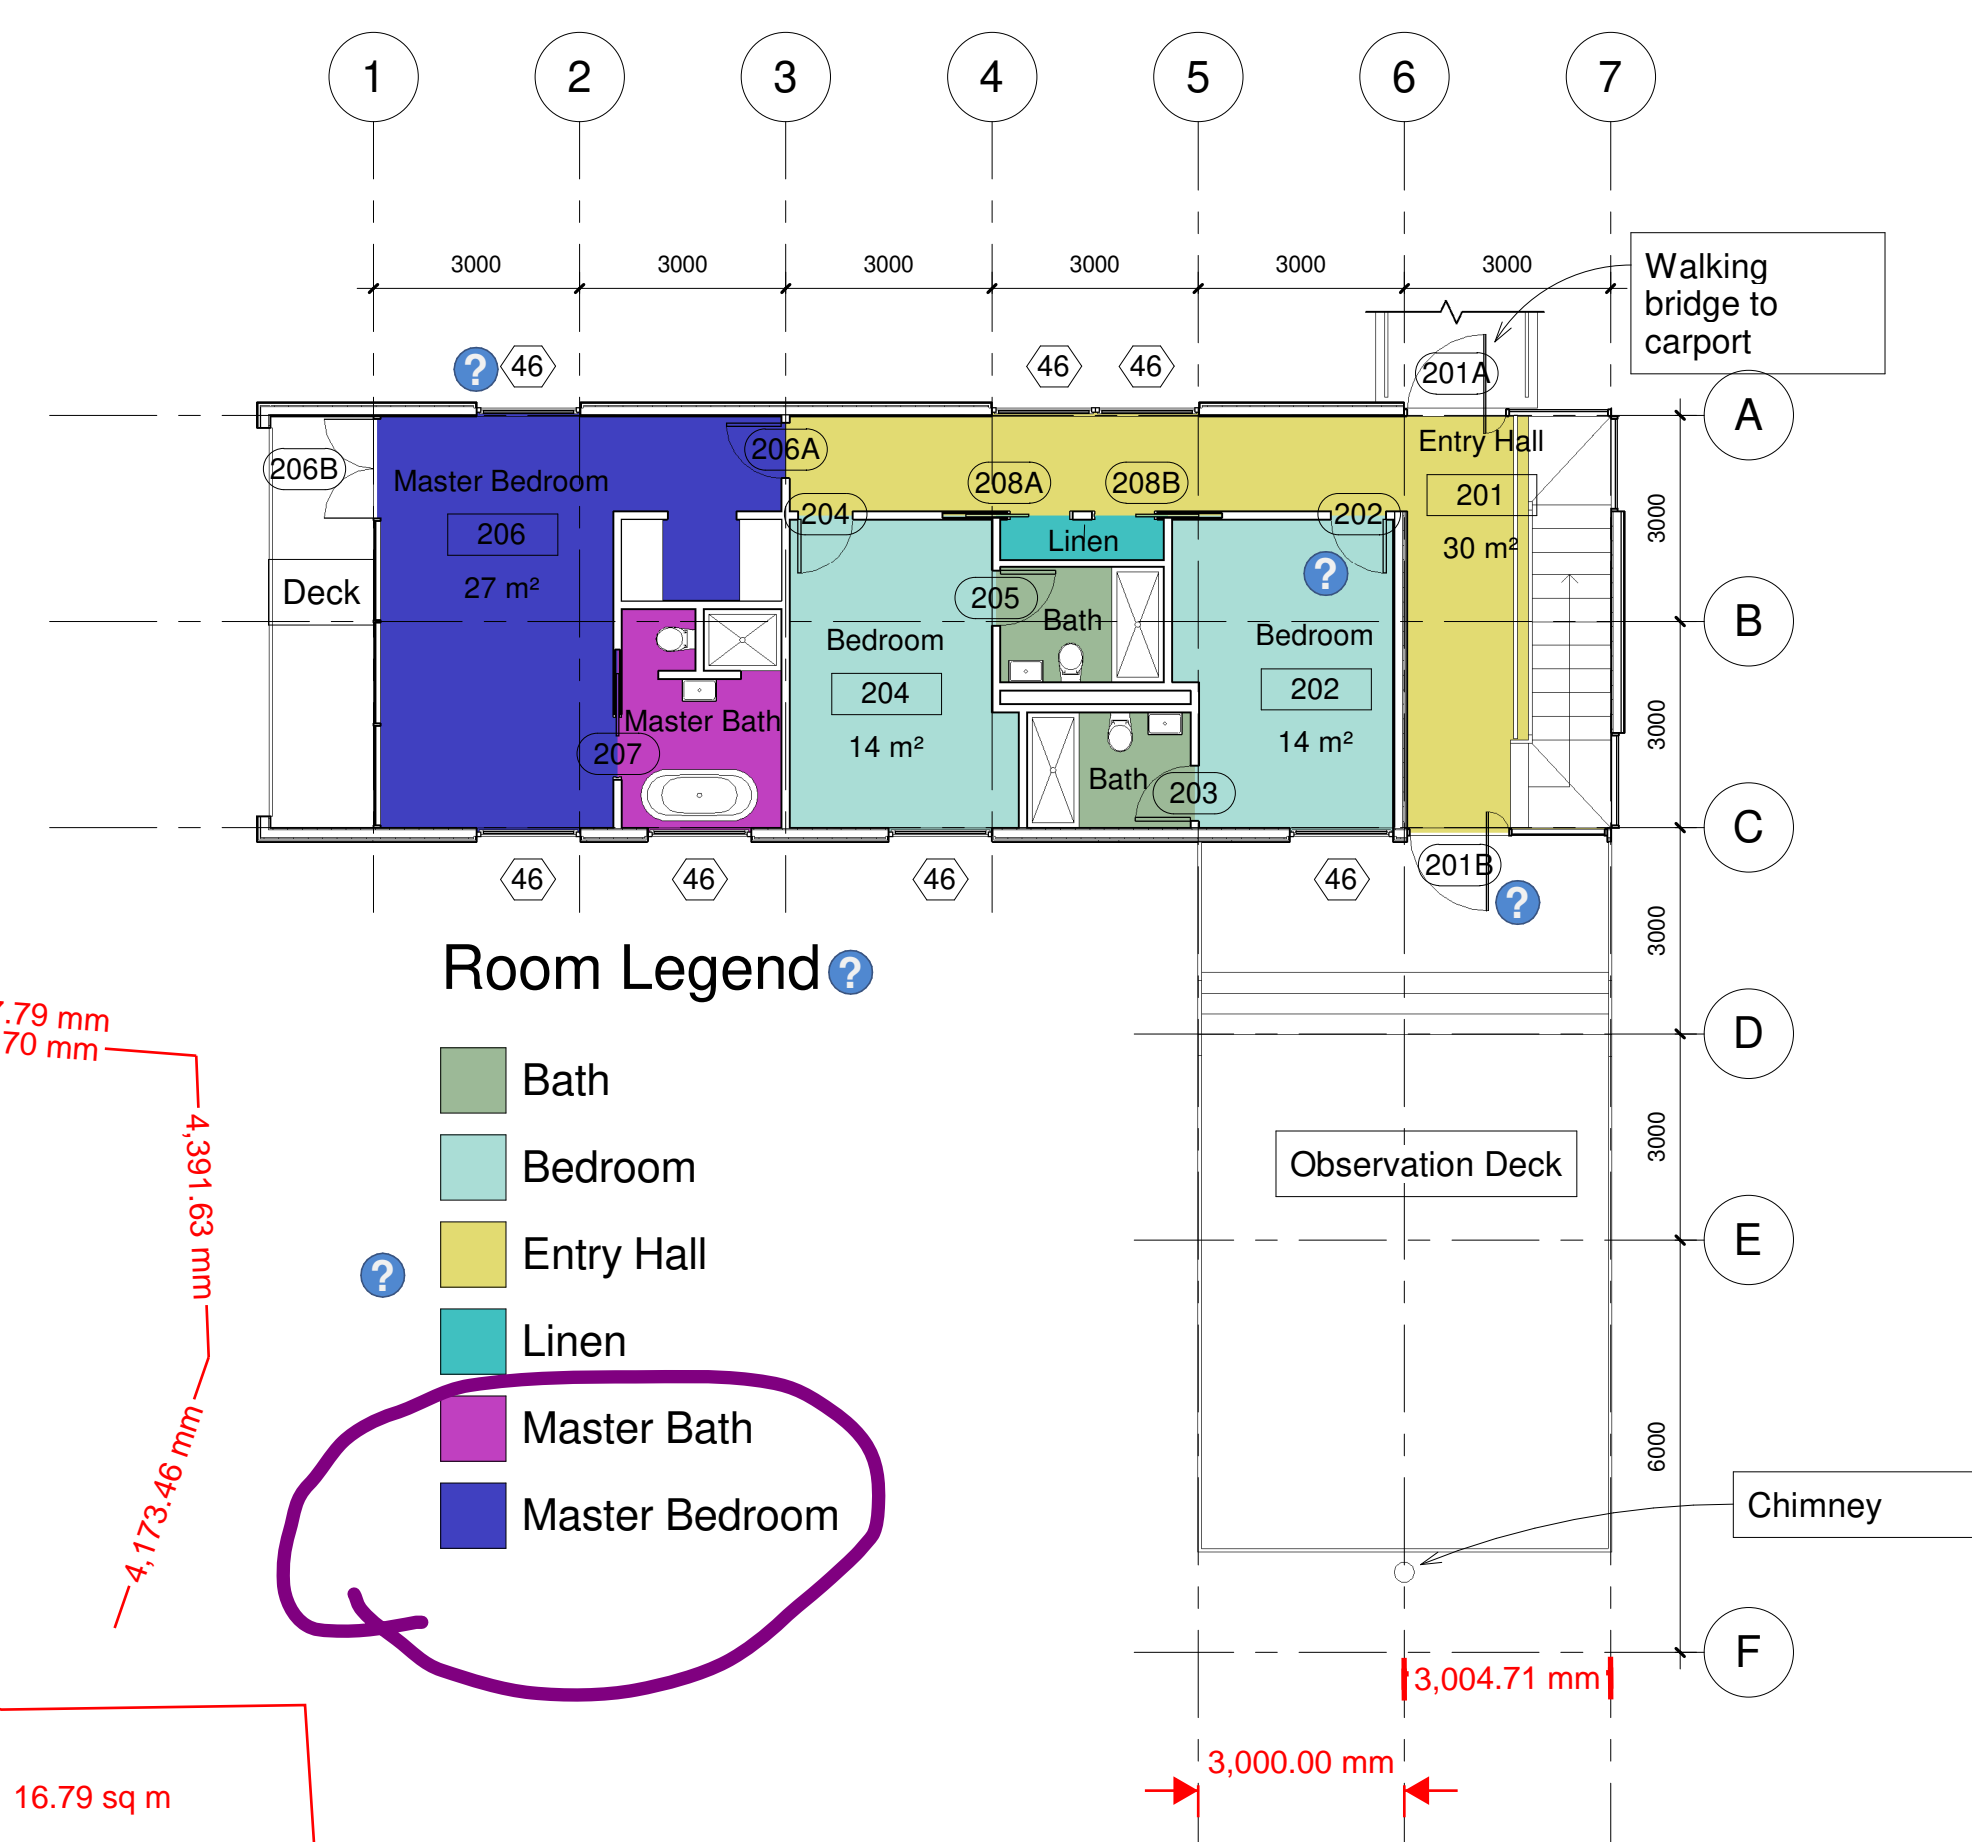 1
2
3
4
5
6
7
3000
3000
3000
3000
3000
3000
Walking
bridge to
carport
?
46
46
46
201A
A
206B
206A
Entry Hall
Master Bedroom
208A
208B
201
206
204
202
3000
Linen
30 m²
27 m²
?
Deck
205
Bath
B
Bedroom
Bedroom
204
202
Master Bath
14 m²
14 m²
3000
207
Bath
203
C
46
46
46
46
201B
?
3000
Room Legend
?
7.79 mm
70 mm
D
Bath
4,391.63 mm
Bedroom
Observation Deck
3000
Entry Hall
E
?
Linen
Master Bath
6000
4,173.46 mm
Master Bedroom
Chimney
F
3,004.71 mm
3,000.00 mm
16.79 sq m